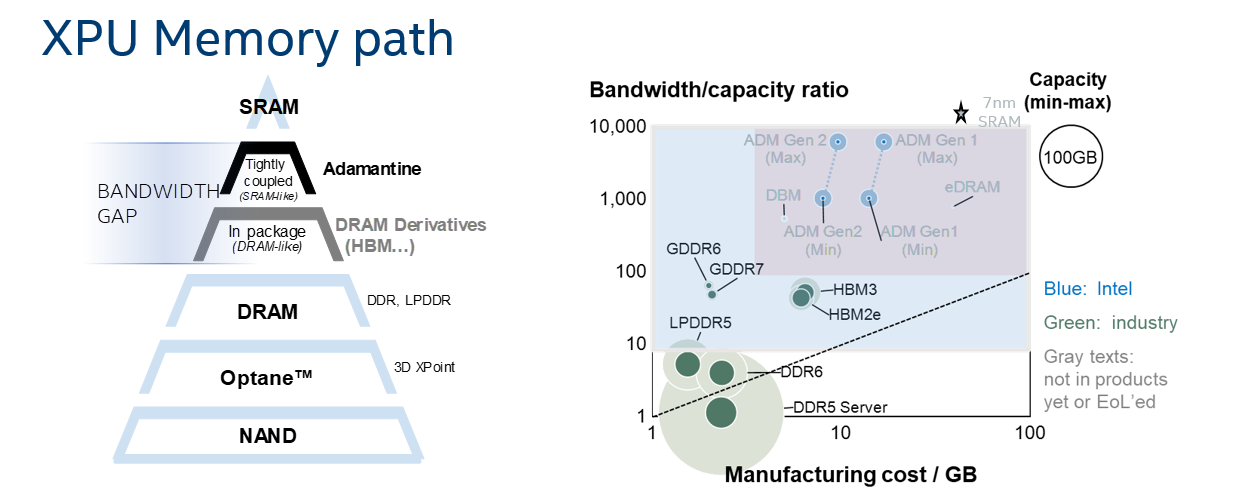 XPU Memory path
SRAM
BANDWIDTH
GAP
Tightly
coupled
(SRAM-like)
Adamantine
In package
(DRAM-like)
DRAM Derivatives
(HBM…)
DRAM
DDR, LPDDR
Optane™
3D XPoint
NAND
Bandwidth/capacity ratio
7nm
SRAM
Capacity
(min-max)
100GB
10,000
1,000
100
10
1
ADM Gen 2
(Max)
ADM Gen 1
(Max)
DBM
eDRAM
ADM Gen2
(Min)
ADM Gen1
(Min)
GDDR6
GDDR7
HBM3
HBM2e
LPDDR5
DDR6
DDR5 Server
1
10
100
Manufacturing cost / GB
Blue: Intel
Green: industry
Gray texts:
not in products
yet or EoL’ed